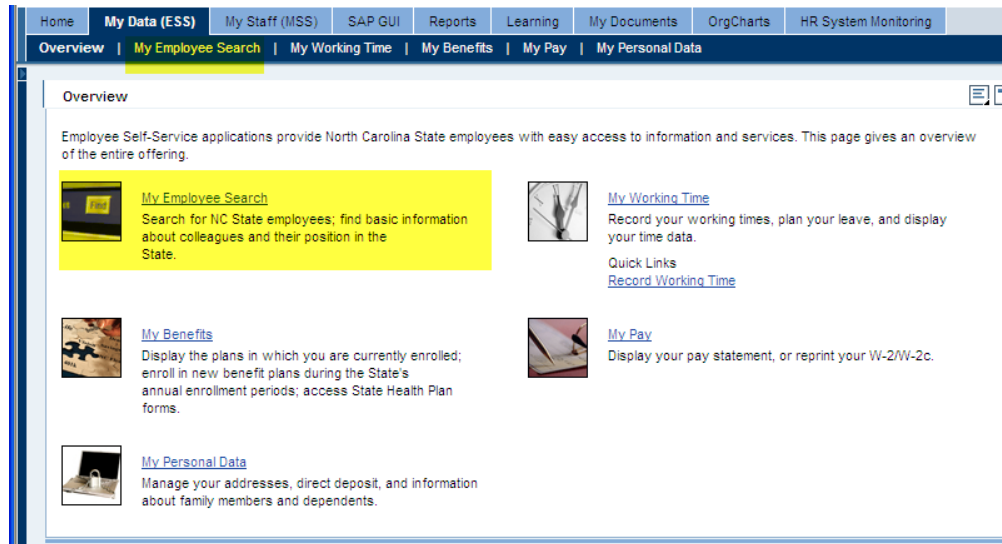 Home My Data (ESS) My Staff (MSS) SAP GUI Reports Learning My Documents OrgCharts HR System Monitoring
Overview | My Employee Search | My Working Time | My Benefits | My Pay | My Personal Data
Overview
Employee Self-Service applications provide North Carolina State employees with easy access to information and services. This page gives an overview
of the entire offering.
Find
My Employee Search
Search for NC State employees; find basic information
about colleagues and their position in the
State.
My Working Time
Record your working times, plan your leave, and display
your time data.
Quick Links
Record Working Time
My Benefits
Display the plans in which you are currently enrolled;
enroll in new benefit plans during the State's
annual enrollment periods; access State Health Plan
forms.
My Pay
Display your pay statement, or reprint your W-2/W-2c.
My Personal Data
Manage your addresses, direct deposit, and information
about family members and dependents.